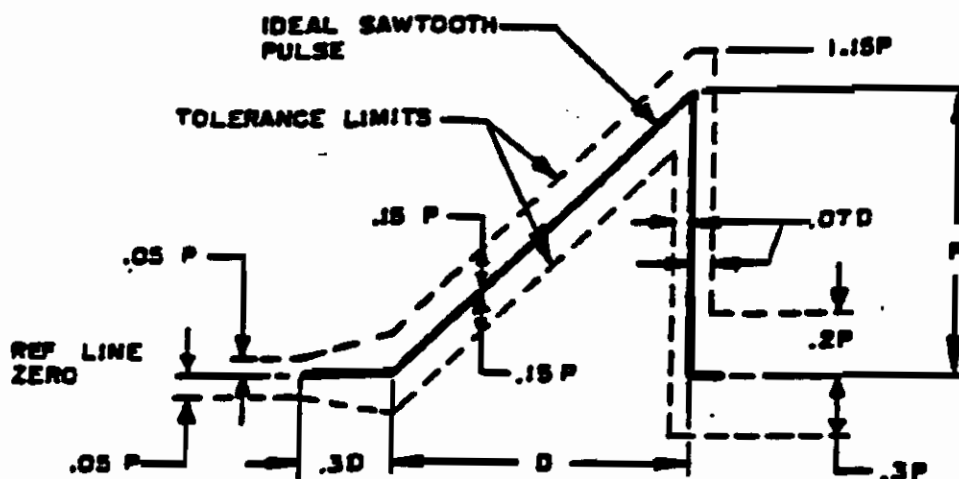 IDEAL SAWTOOTH
PULSE
1.15P
TOLERANCE LIMITS
.15 P
.07D
.05 P
P
REF LINE
ZERO
.2P
.15 P
.05 P
.3D
D
.3P